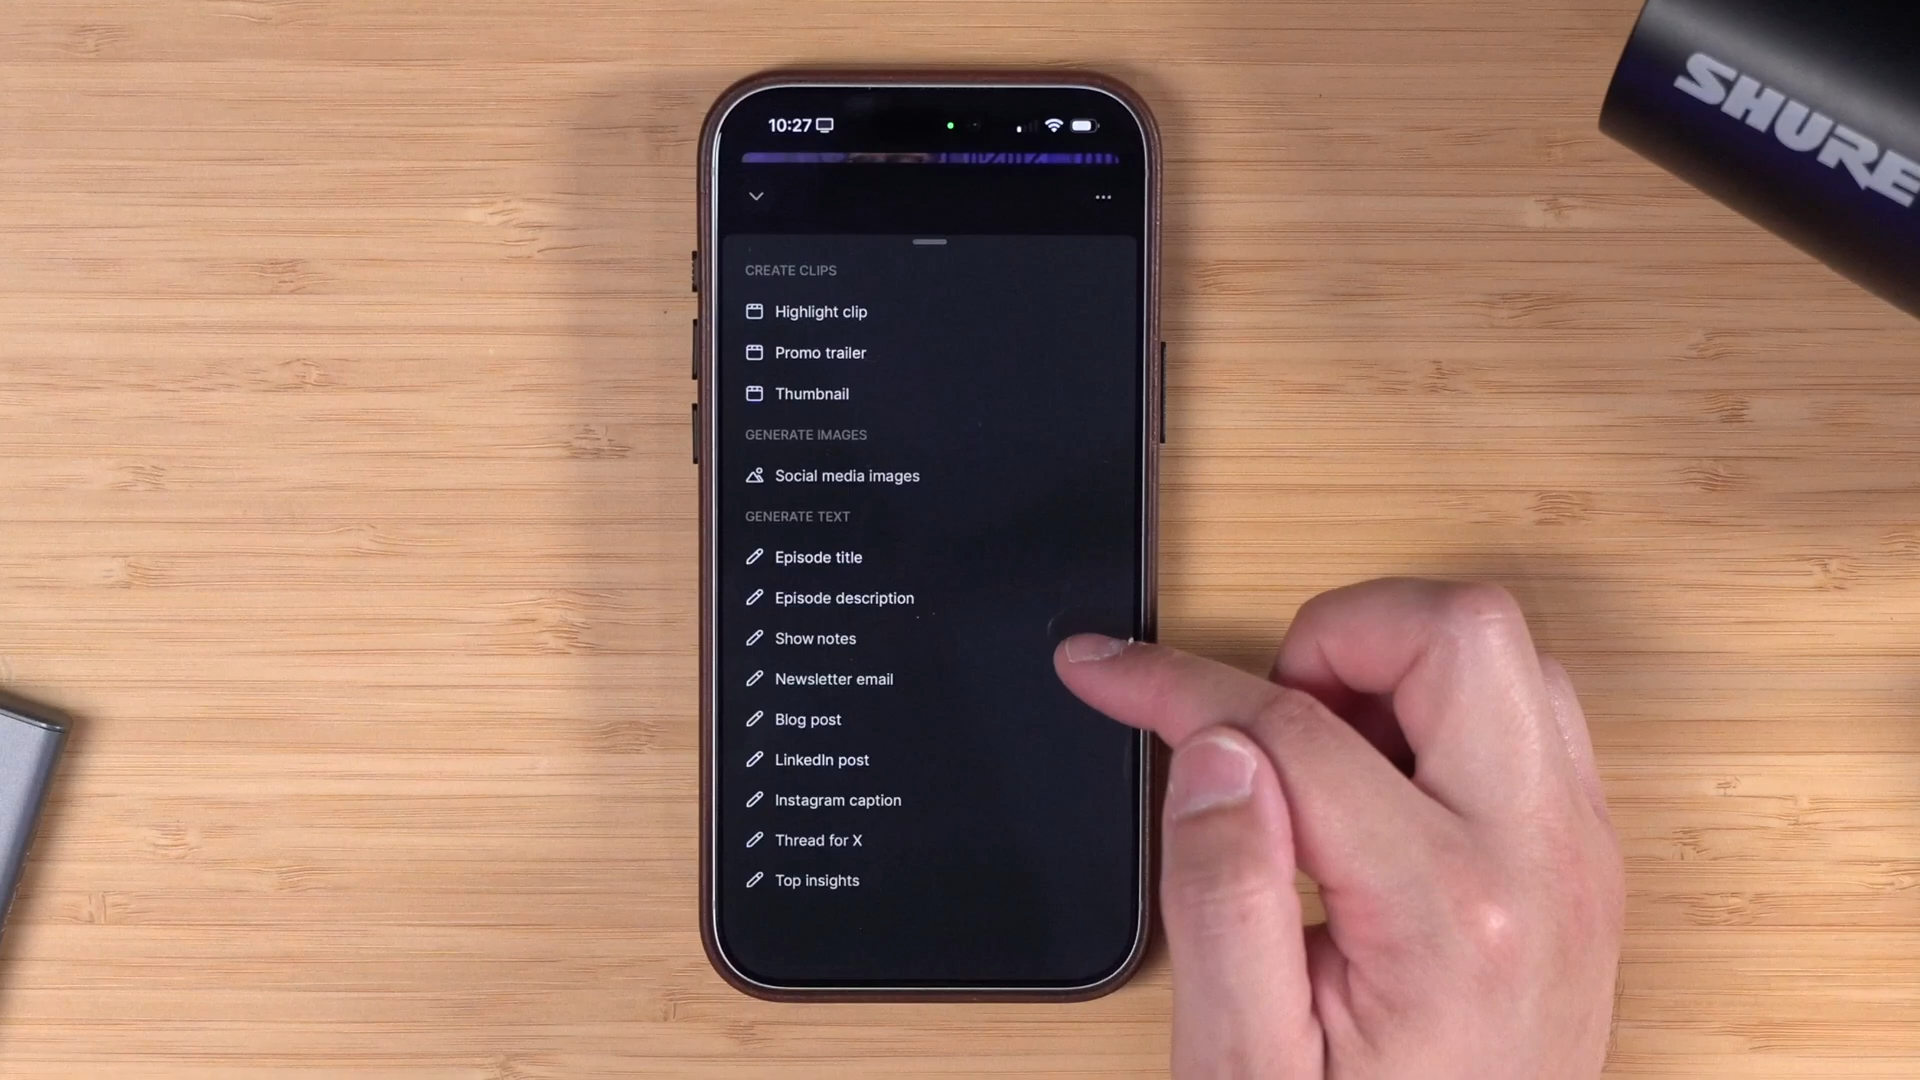 10:27
SHURE
CREATE CLIPS
Highlight clip
Promo trailer
Thumbnail
GENERATE IMAGES
Social media images
GENERATE TEXT
Episode title
Episode description
Show notes
Newsletter email
Blog post
LinkedIn post
Instagram caption
Thread for X
Top insights